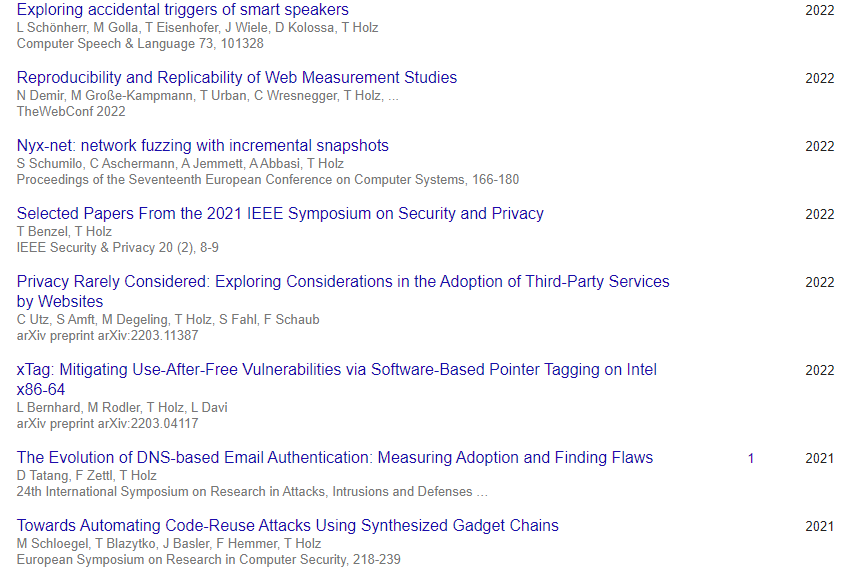 Exploring accidental triggers of smart speakers 2022
L Schönherr, M Golla, T Eisenhofer, J Wiele, D Kolossa, T Holz
Computer Speech & Language 73, 101328
Reproducibility and Replicability of Web Measurement Studies 2022
N Demir, M Große-Kampmann, T Urban, C Wresnegger, T Holz, ...
TheWebConf 2022
Nyx-net: network fuzzing with incremental snapshots 2022
S Schumilo, C Aschermann, A Jemmett, A Abbasi, T Holz
Proceedings of the Seventeenth European Conference on Computer Systems, 166-180
Selected Papers From the 2021 IEEE Symposium on Security and Privacy 2022
T Benzel, T Holz
IEEE Security & Privacy 20 (2), 8-9
Privacy Rarely Considered: Exploring Considerations in the Adoption of Third-Party Services 2022
by Websites
C Utz, S Amft, M Degeling, T Holz, S Fahl, F Schaub
arXiv preprint arXiv:2203.11387
xTag: Mitigating Use-After-Free Vulnerabilities via Software-Based Pointer Tagging on Intel 2022
x86-64
L Bernhard, M Rodler, T Holz, L Davi
arXiv preprint arXiv:2203.04117
The Evolution of DNS-based Email Authentication: Measuring Adoption and Finding Flaws 1 2021
D Tatang, F Zettl, T Holz
24th International Symposium on Research in Attacks, Intrusions and Defenses ...
Towards Automating Code-Reuse Attacks Using Synthesized Gadget Chains 2021
M Schloegel, T Blazytko, J Basler, F Hemmer, T Holz
European Symposium on Research in Computer Security, 218-239